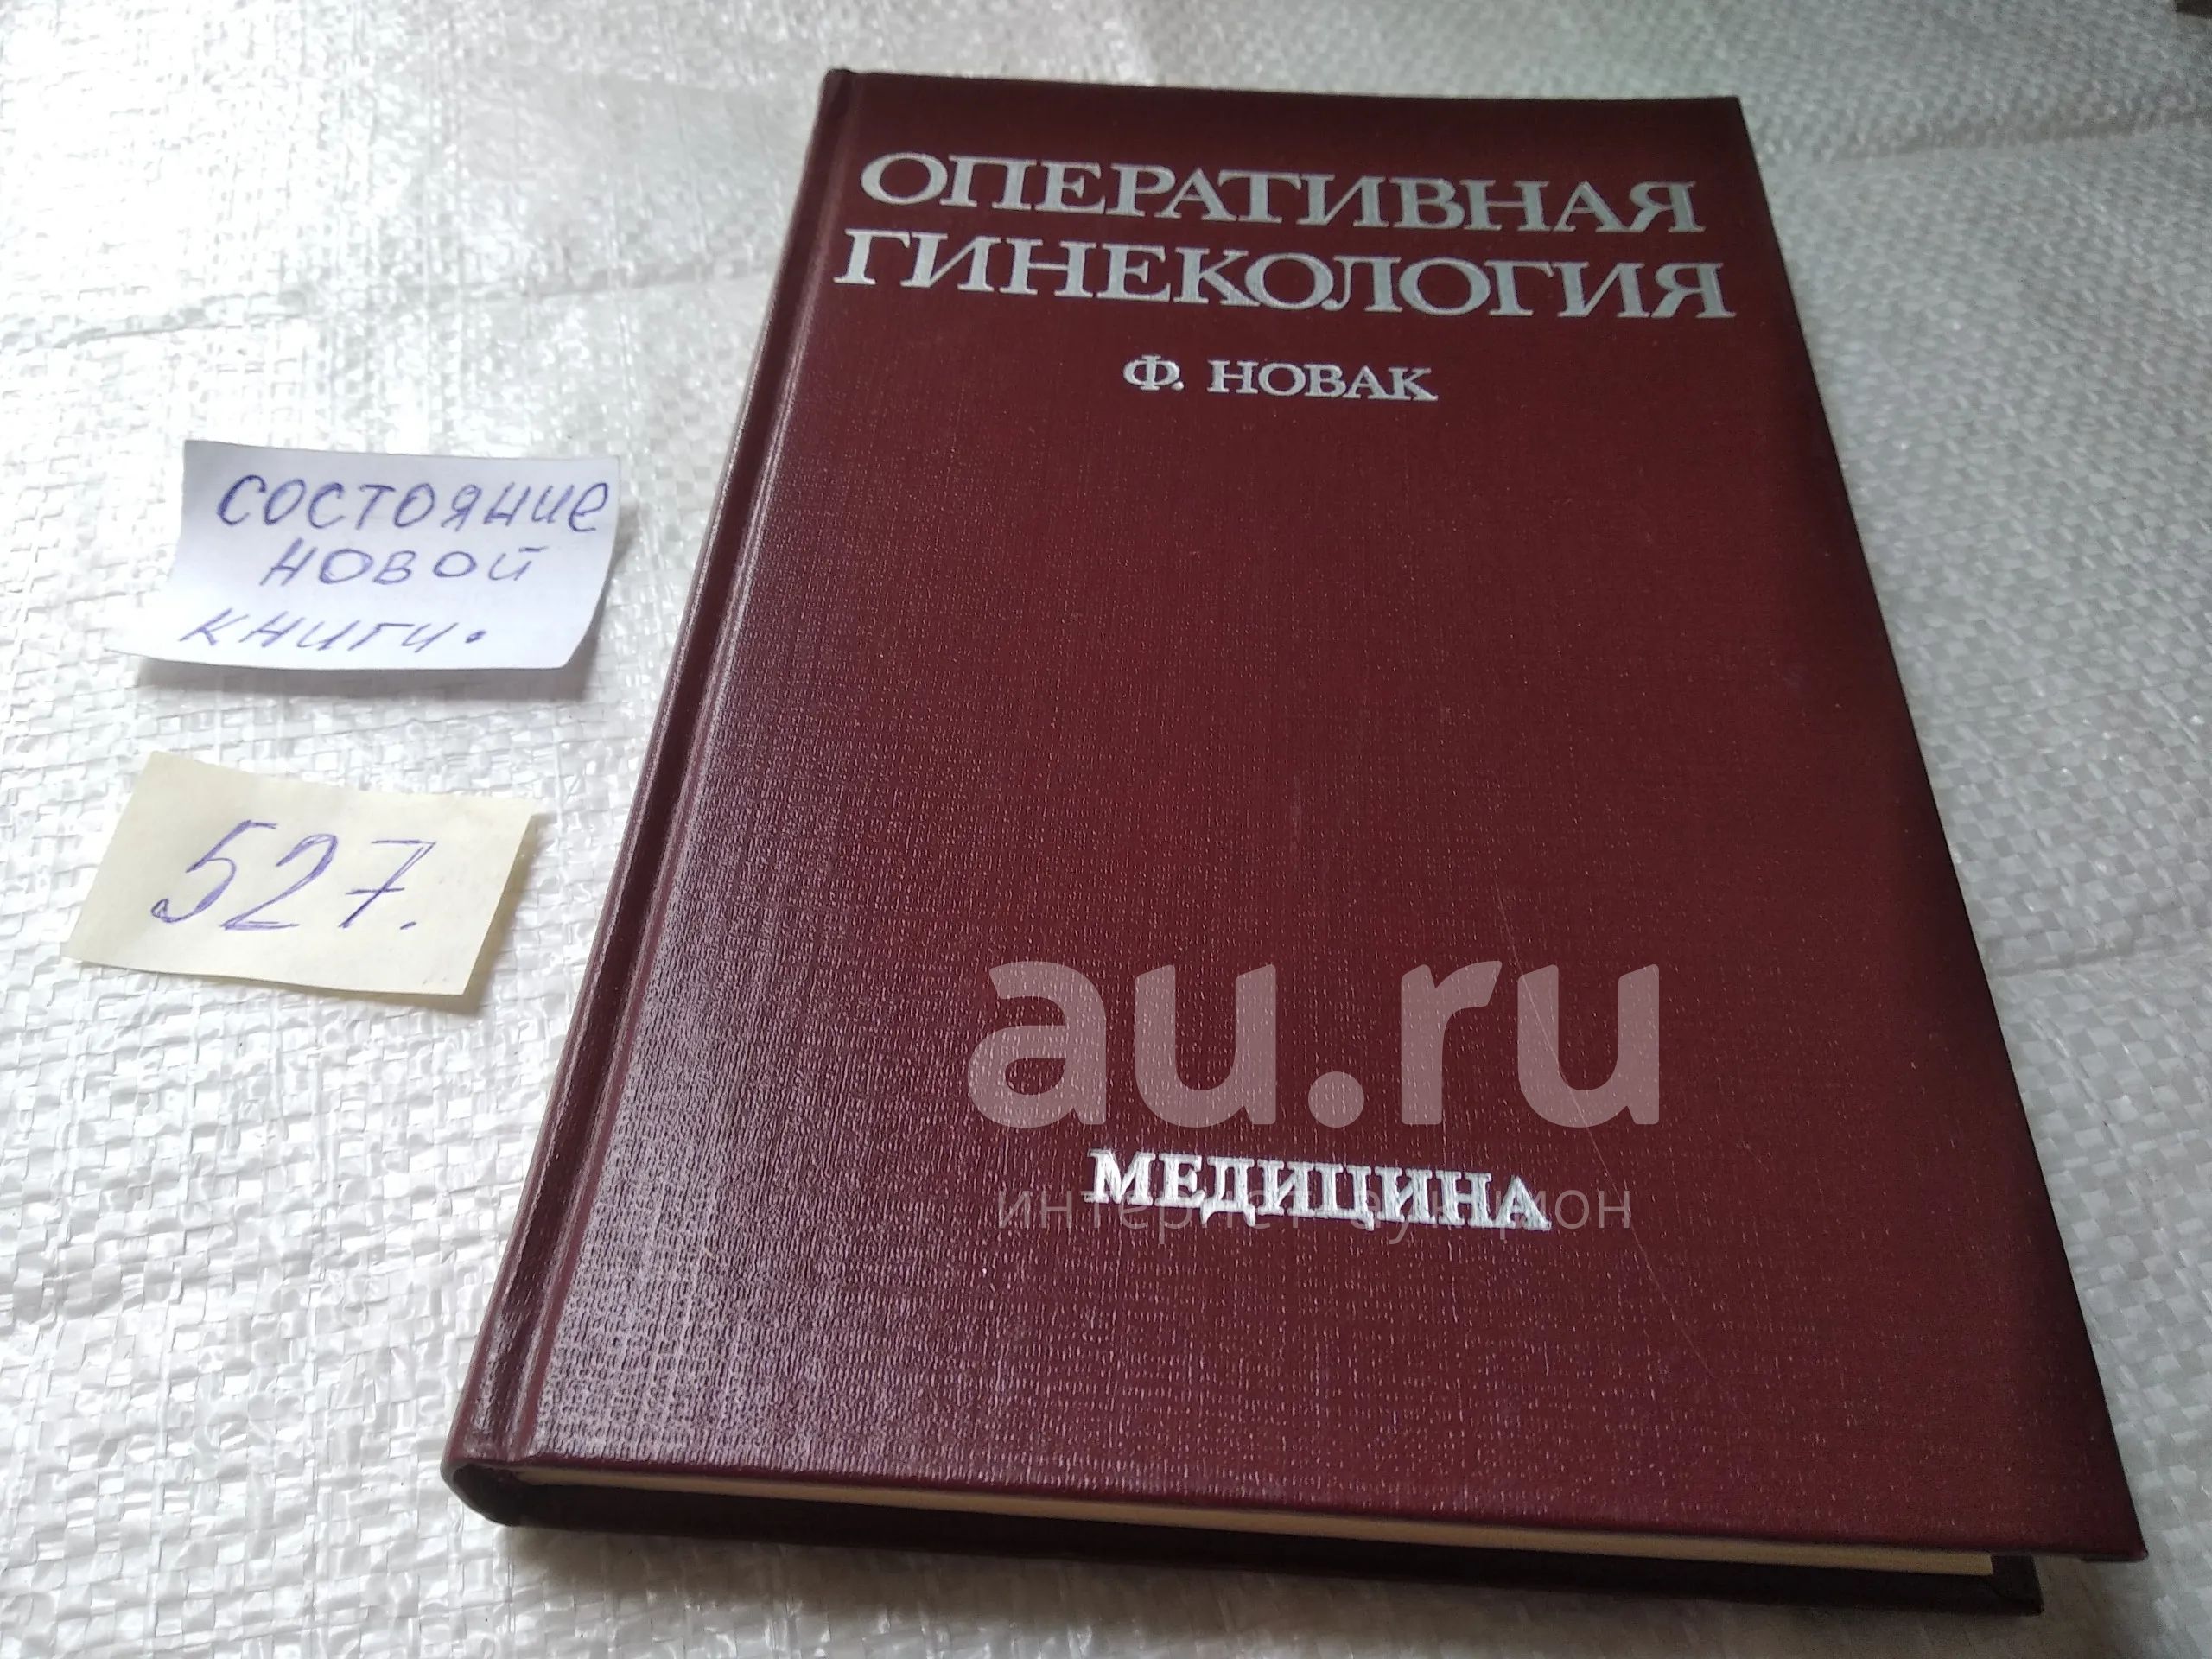 ОПЕРАТИВНАЯ
ГИНЕКОЛОГИЯ
Ф. НОВАК
состояние
новой
книги.
527.
au.ru
МЕДИЦИНА
интернет-аукцион